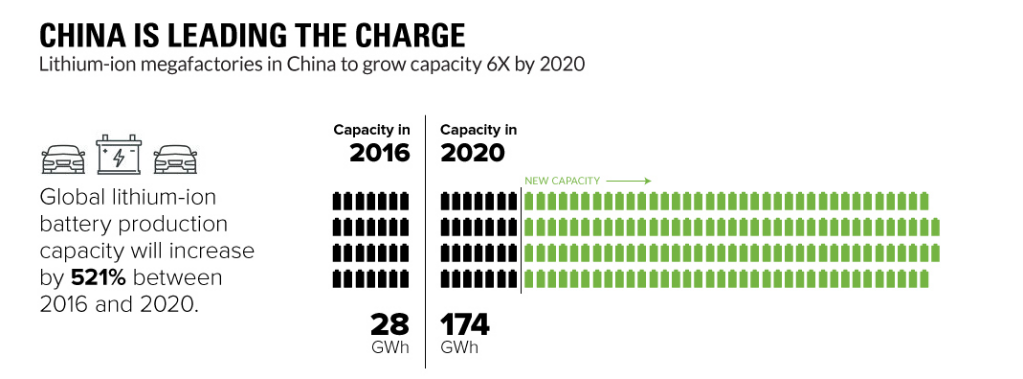 CHINA IS LEADING THE CHARGE
Lithium-ion megafactories in China to grow capacity 6X by 2020
Global lithium-ion
battery production
capacity will increase
by 521% between
2016 and 2020.
Capacity in
2016
28
GWh
Capacity in
2020
NEW CAPACITY
174
GWh